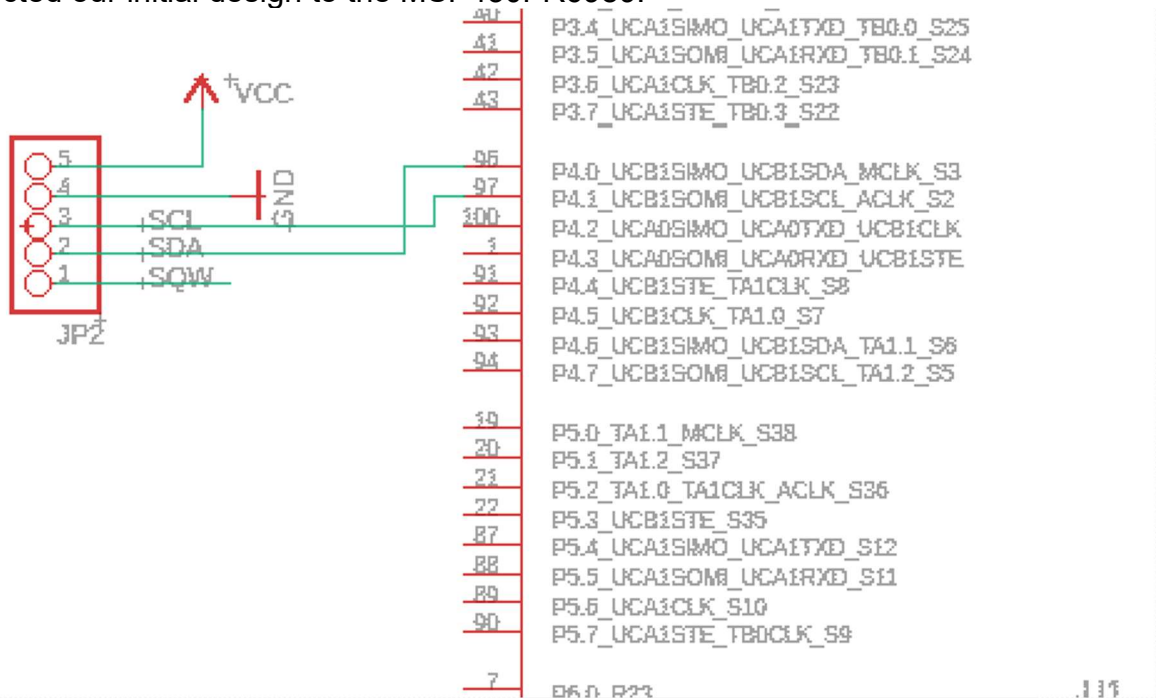 cted our initial design to the
40 P3.4_UCA1SIMO_UCA1TXD_TB0.0_S25
41 P3.5_UCA1SOMI_UCA1RXD_TB0.1_S24
42 P3.6_UCA1CLK_TB0.2_S23
43 P3.7_UCA1STE_TB0.3_S22
+VCC
5
4
3 +SCL
2 +SDA
1 +SQW
GND
JP2
96 P4.0_UCB1SIMO_UCB1SDA_MCLK_S3
97 P4.1_UCB1SOMI_UCB1SCL_ACLK_S2
100 P4.2_UCA0SIMO_UCA0TXD_UCB1CLK
1 P4.3_UCA0SOMI_UCA0RXD_UCB1STE
91 P4.4_UCB1STE_TA1CLK_S8
92 P4.5_UCB1CLK_TA1.0_S7
93 P4.6_UCB1SIMO_UCB1SDA_TA1.1_S6
94 P4.7_UCB1SOMI_UCB1SCL_TA1.2_S5
19 P5.0_TA1.1_MCLK_S38
20 P5.1_TA1.2_S37
21 P5.2_TA1.0_TA1CLK_ACLK_S36
22 P5.3_UCB1STE_S35
87 P5.4_UCA1SIMO_UCA1TXD_S12
88 P5.5_UCA1SOMI_UCA1RXD_S11
89 P5.6_UCA1CLK_S10
90 P5.7_UCA1STE_TB0CLK_S9
7 P6.0_R23